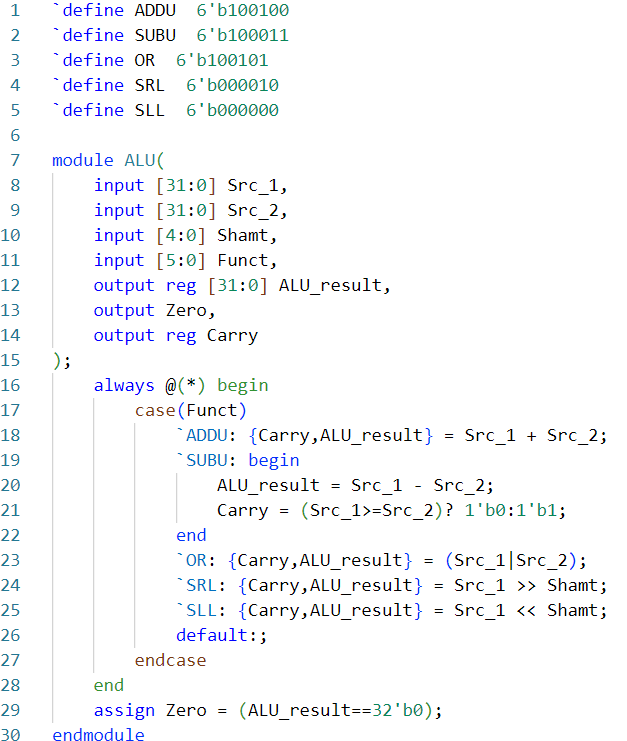 1 `define ADDU  6'b100100
2 `define SUBU  6'b100011
3 `define OR  6'b100101
4 `define SRL  6'b000010
5 `define SLL  6'b000000
6
7 module ALU(
8     input [31:0] Src_1,
9     input [31:0] Src_2,
10     input [4:0] Shamt,
11     input [5:0] Funct,
12     output reg [31:0] ALU_result,
13     output Zero,
14     output reg Carry
15 );
16     always @(*) begin
17         case(Funct)
18             `ADDU: {Carry,ALU_result} = Src_1 + Src_2;
19             `SUBU: begin
20                 ALU_result = Src_1 - Src_2;
21                 Carry = (Src_1>=Src_2)? 1'b0:1'b1;
22             end
23             `OR: {Carry,ALU_result} = (Src_1|Src_2);
24             `SRL: {Carry,ALU_result} = Src_1 >> Shamt;
25             `SLL: {Carry,ALU_result} = Src_1 << Shamt;
26             default:;
27         endcase
28     end
29     assign Zero = (ALU_result==32'b0);
30 endmodule